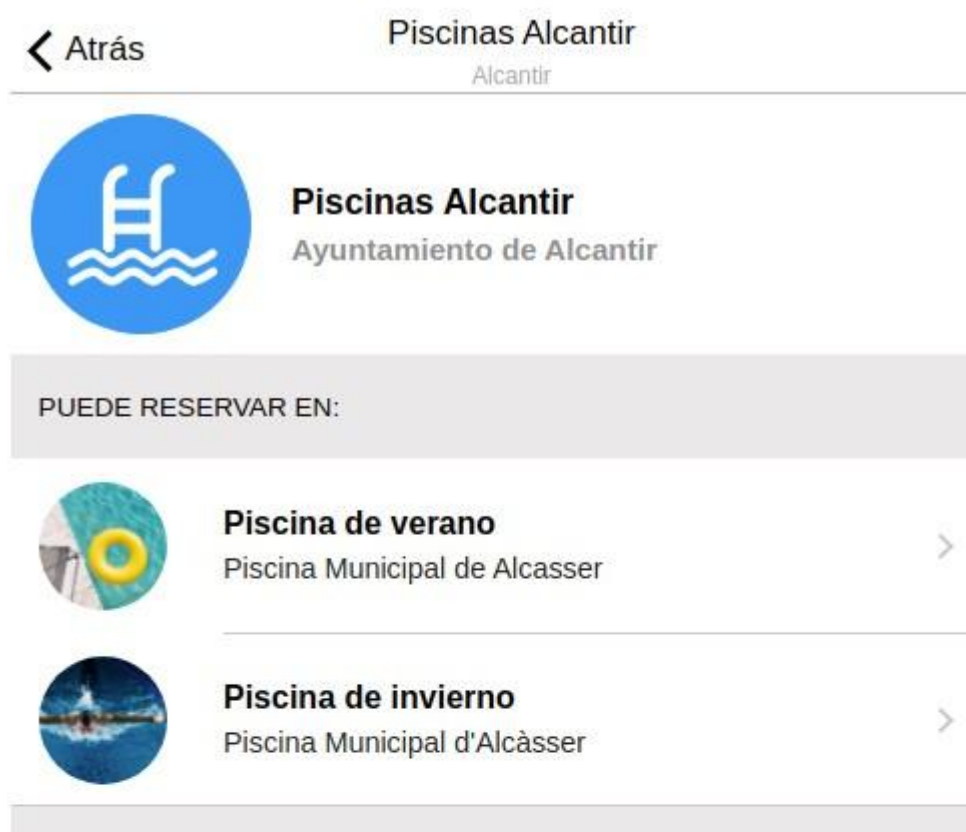 Atrás
Piscinas Alcantir
Alcantir
Piscinas Alcantir
Ayuntamiento de Alcantir
PUEDE RESERVAR EN:
Piscina de verano
Piscina Municipal de Alcasser
Piscina de invierno
Piscina Municipal d'Alcàsser